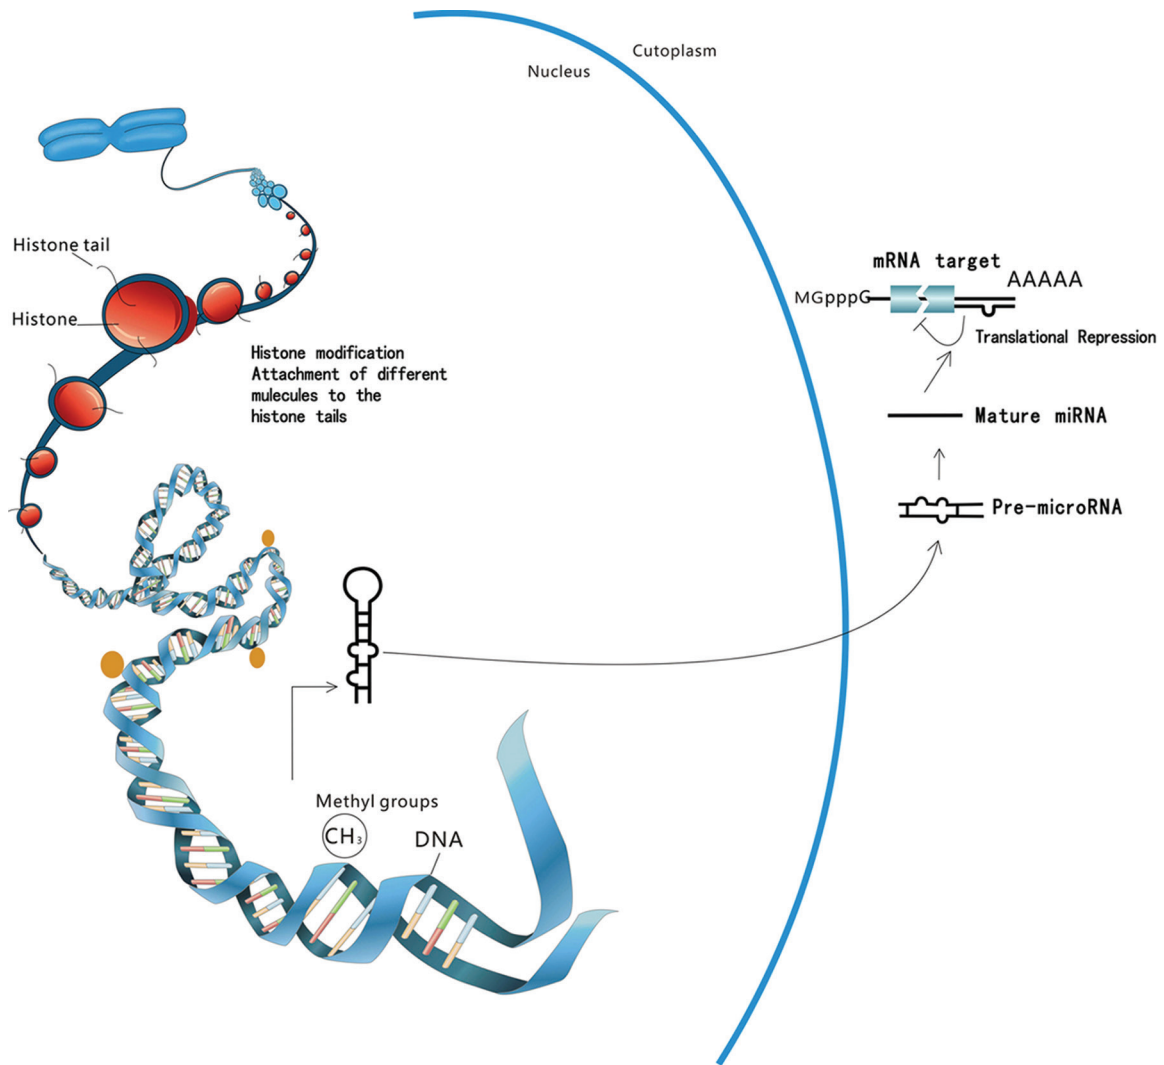 Cutoplasm
Nucleus
Histone tail
Histone
Histone modification
Attachment of different
mulecules to the
histone tails
mRNA target
AAAAA
MGpppG
Translational Repression
Mature miRNA
Pre-microRNA
Methyl groups
CH₃
DNA